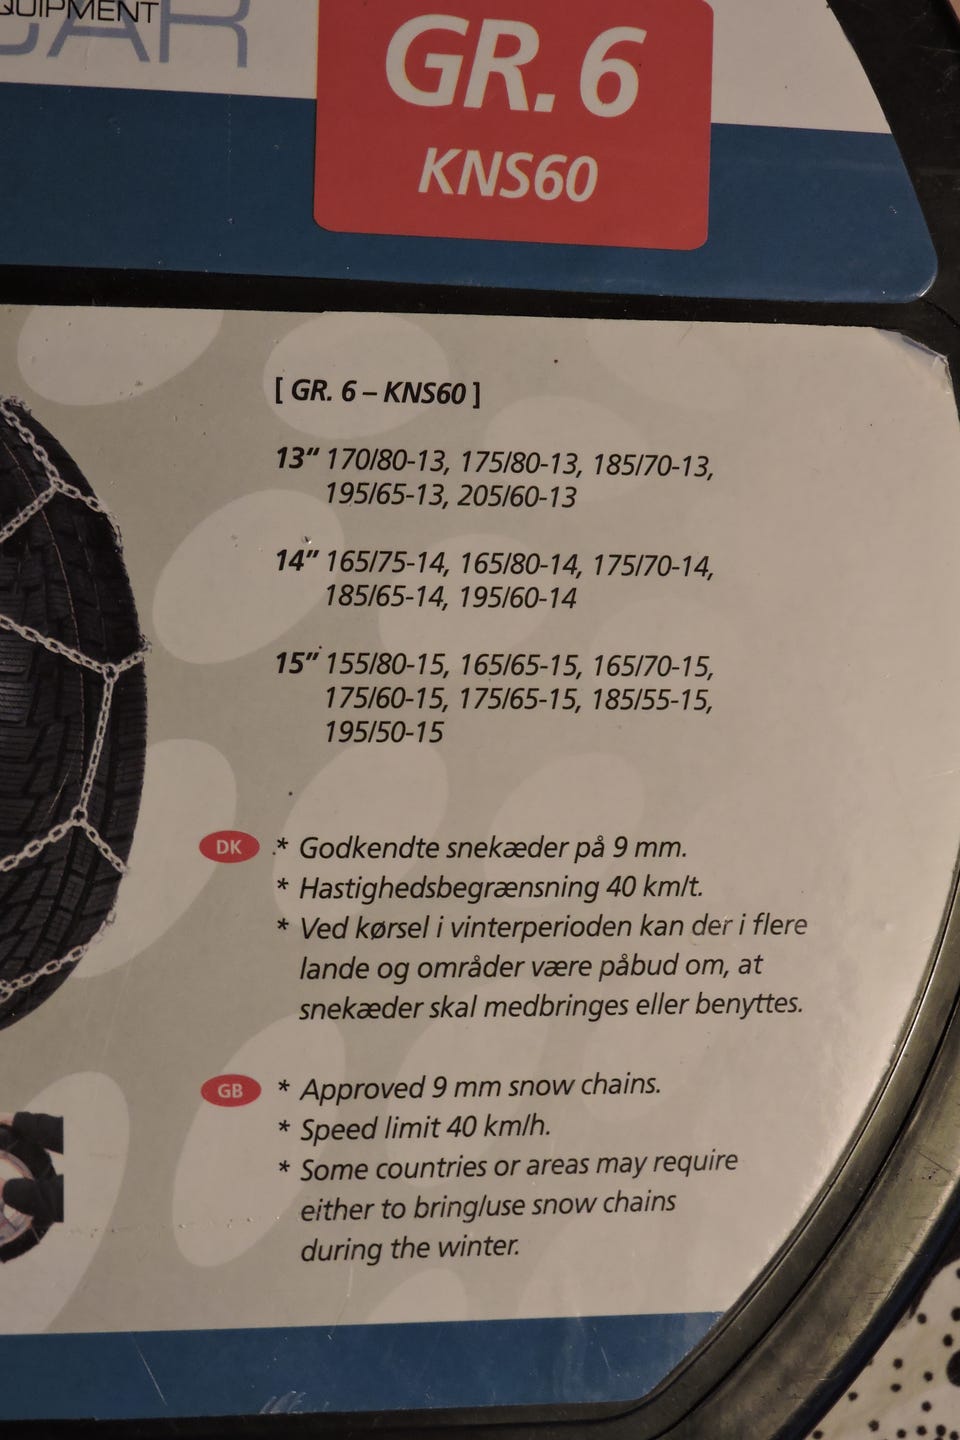 EQUIPMENT
CAR
GR. 6
KNS60
[ GR. 6 – KNS60 ]
13" 170/80-13, 175/80-13, 185/70-13,
195/65-13, 205/60-13
14" 165/75-14, 165/80-14, 175/70-14,
185/65-14, 195/60-14
15" 155/80-15, 165/65-15, 165/70-15,
175/60-15, 175/65-15, 185/55-15,
195/50-15
DK * Godkendte snekæder på 9 mm.
* Hastighedsbegrænsning 40 km/t.
* Ved kørsel i vinterperioden kan der i flere
lande og områder være påbud om, at
snekæder skal medbringes eller benyttes.
GB * Approved 9 mm snow chains.
* Speed limit 40 km/h.
* Some countries or areas may require
either to bring/use snow chains
during the winter.